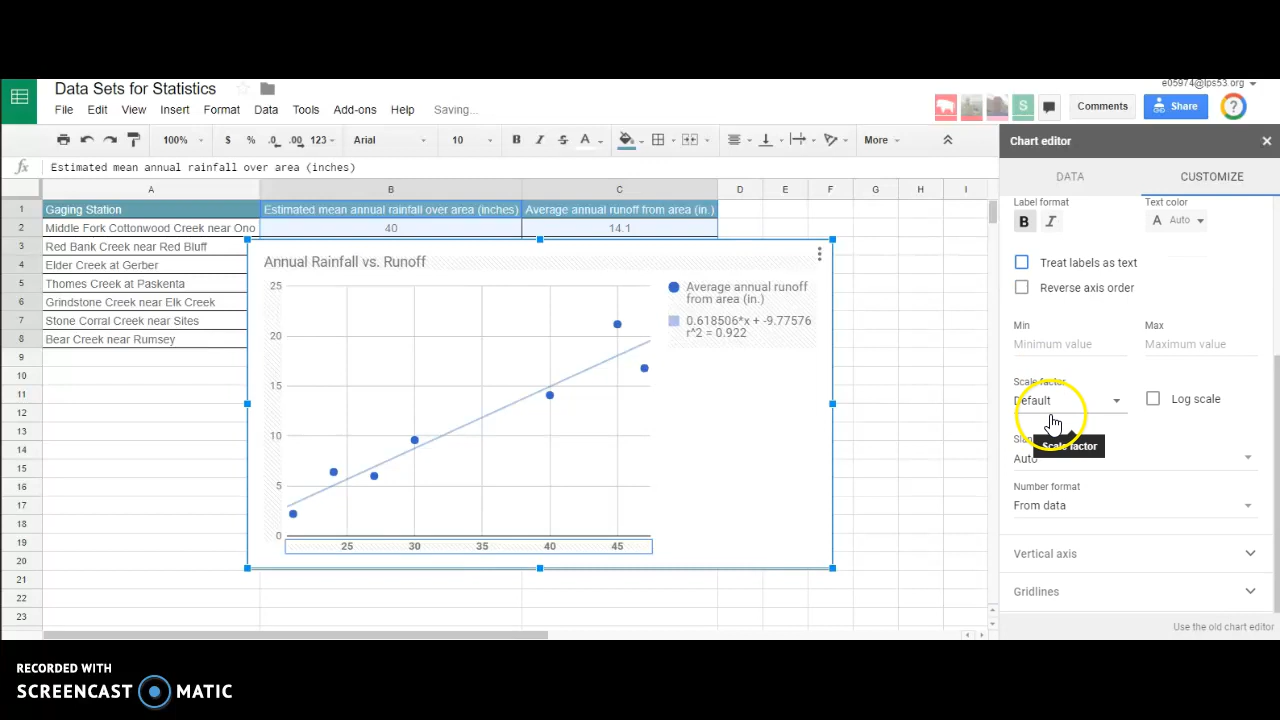 e05974@lps53.org
Data Sets for Statistics
File Edit View Insert Format Data Tools Add-ons Help Saving...
S Comments Share ?
100% $ % .0 .00 123 Arial 10 B I S A More
Chart editor
fx Estimated mean annual rainfall over area (inches)
DATA CUSTOMIZE
A B C D E F G H I
1 Gaging Station Estimated mean annual rainfall over area (inches) Average annual runoff from area (in.)
2 Middle Fork Cottonwood Creek near Ono 40 14.1
3 Red Bank Creek near Red Bluff
4 Elder Creek at Gerber
5 Thomes Creek at Paskenta
6 Grindstone Creek near Elk Creek
7 Stone Corral Creek near Sites
8 Bear Creek near Rumsey
9
10
11
12
13
14
15
16
17
18
19
20
21
22
23
Annual Rainfall vs. Runoff
25
20
15
10
5
0
25 30 35 40 45
Average annual runoff
from area (in.)
0.618506*x + -9.77576
r^2 = 0.922
Label format Text color
B I A Auto
Treat labels as text
Reverse axis order
Min Max
Minimum value Maximum value
Scale factor
Default Log scale
Scale factor
Auto
Number format
From data
Vertical axis
Gridlines
Use the old chart editor
RECORDED WITH
SCREENCAST MATIC